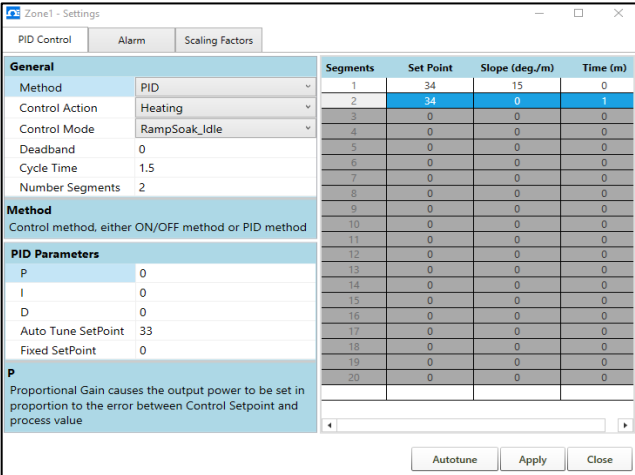 Zone1 - Settings
PID Control Alarm Scaling Factors
General
Method PID
Control Action Heating
Control Mode RampSoak_Idle
Deadband 0
Cycle Time 1.5
Number Segments 2
Method
Control method, either ON/OFF method or PID method
PID Parameters
P 0
I 0
D 0
Auto Tune SetPoint 33
Fixed SetPoint 0
P
Proportional Gain causes the output power to be set in
proportion to the error between Control Setpoint and
process value
Segments Set Point Slope (deg./m) Time (m)
1 34 15 0
2 34 0 1
3 0 0 0
4 0 0 0
5 0 0 0
6 0 0 0
7 0 0 0
8 0 0 0
9 0 0 0
10 0 0 0
11 0 0 0
12 0 0 0
13 0 0 0
14 0 0 0
15 0 0 0
16 0 0 0
17 0 0 0
18 0 0 0
19 0 0 0
20 0 0 0
Autotune Apply Close